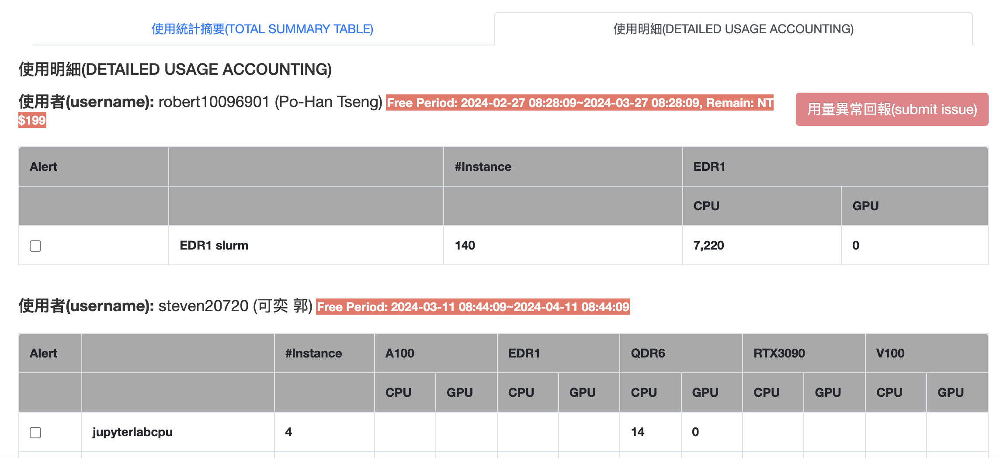 使用統計摘要(TOTAL SUMMARY TABLE)
使用明細(DETAILED USAGE ACCOUNTING)
使用明細(DETAILED USAGE ACCOUNTING)
使用者(username): robert10096901 (Po-Han Tseng) Free Period: 2024-02-27 08:28:09~2024-03-27 08:28:09, Remain: NT
$199
用量異常回報(submit issue)
Alert #Instance EDR1
CPU GPU
EDR1 slurm 140 7,220 0
使用者(username): steven20720 (可奕 郭) Free Period: 2024-03-11 08:44:09~2024-04-11 08:44:09
Alert #Instance A100 EDR1 QDR6 RTX3090 V100
CPU GPU CPU GPU CPU GPU CPU GPU CPU GPU
jupyterlabcpu 4 14 0